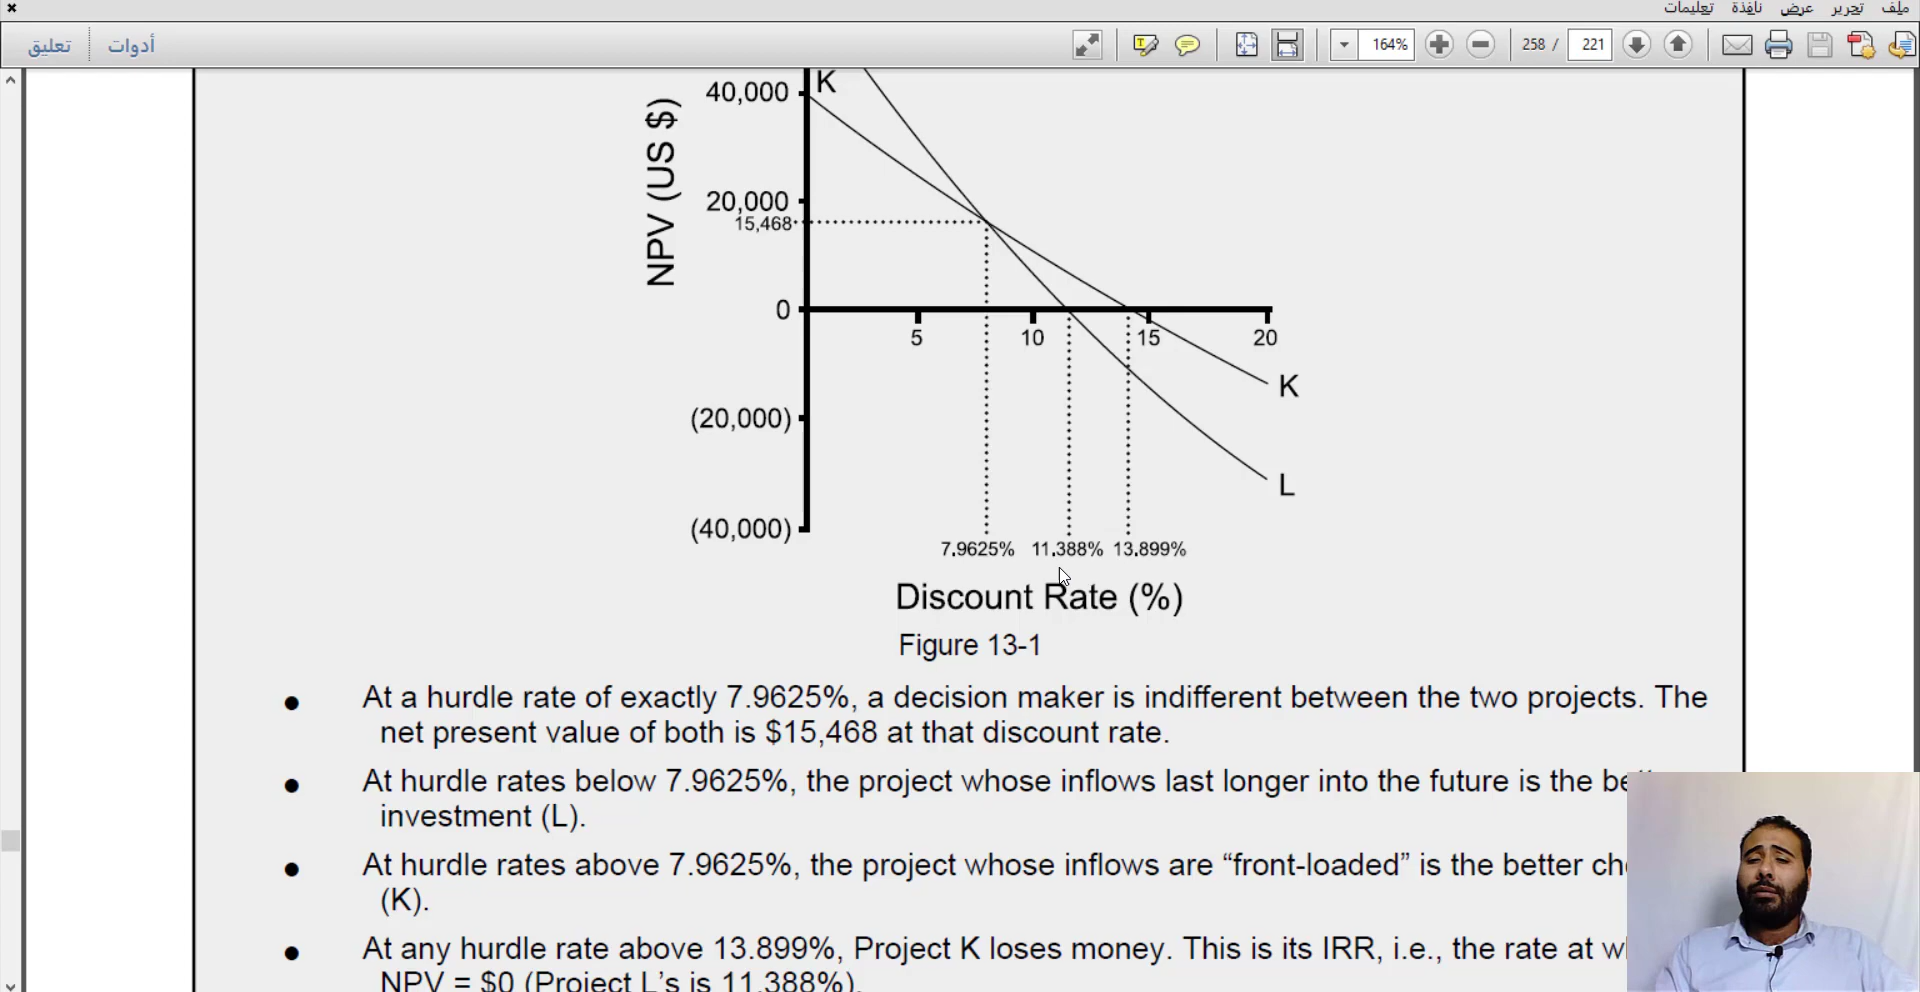 ملف تحرير عرض نافذة تعليمات
أدوات تعليق
164% 258 / 221
K
40,000
20,000
15,468
0
(20,000)
(40,000)
NPV (US $)
5 10 15 20
K
L
7.9625% 11.388% 13.899%
Discount Rate (%)
Figure 13-1
● At a hurdle rate of exactly 7.9625%, a decision maker is indifferent between the two projects. The
net present value of both is $15,468 at that discount rate.
● At hurdle rates below 7.9625%, the project whose inflows last longer into the future is the
investment (L).
● At hurdle rates above 7.9625%, the project whose inflows are “front-loaded” is the better
(K).
● At any hurdle rate above 13.899%, Project K loses money. This is its IRR, i.e., the rate at
NPV = $0 (Project L’s is 11.388%).